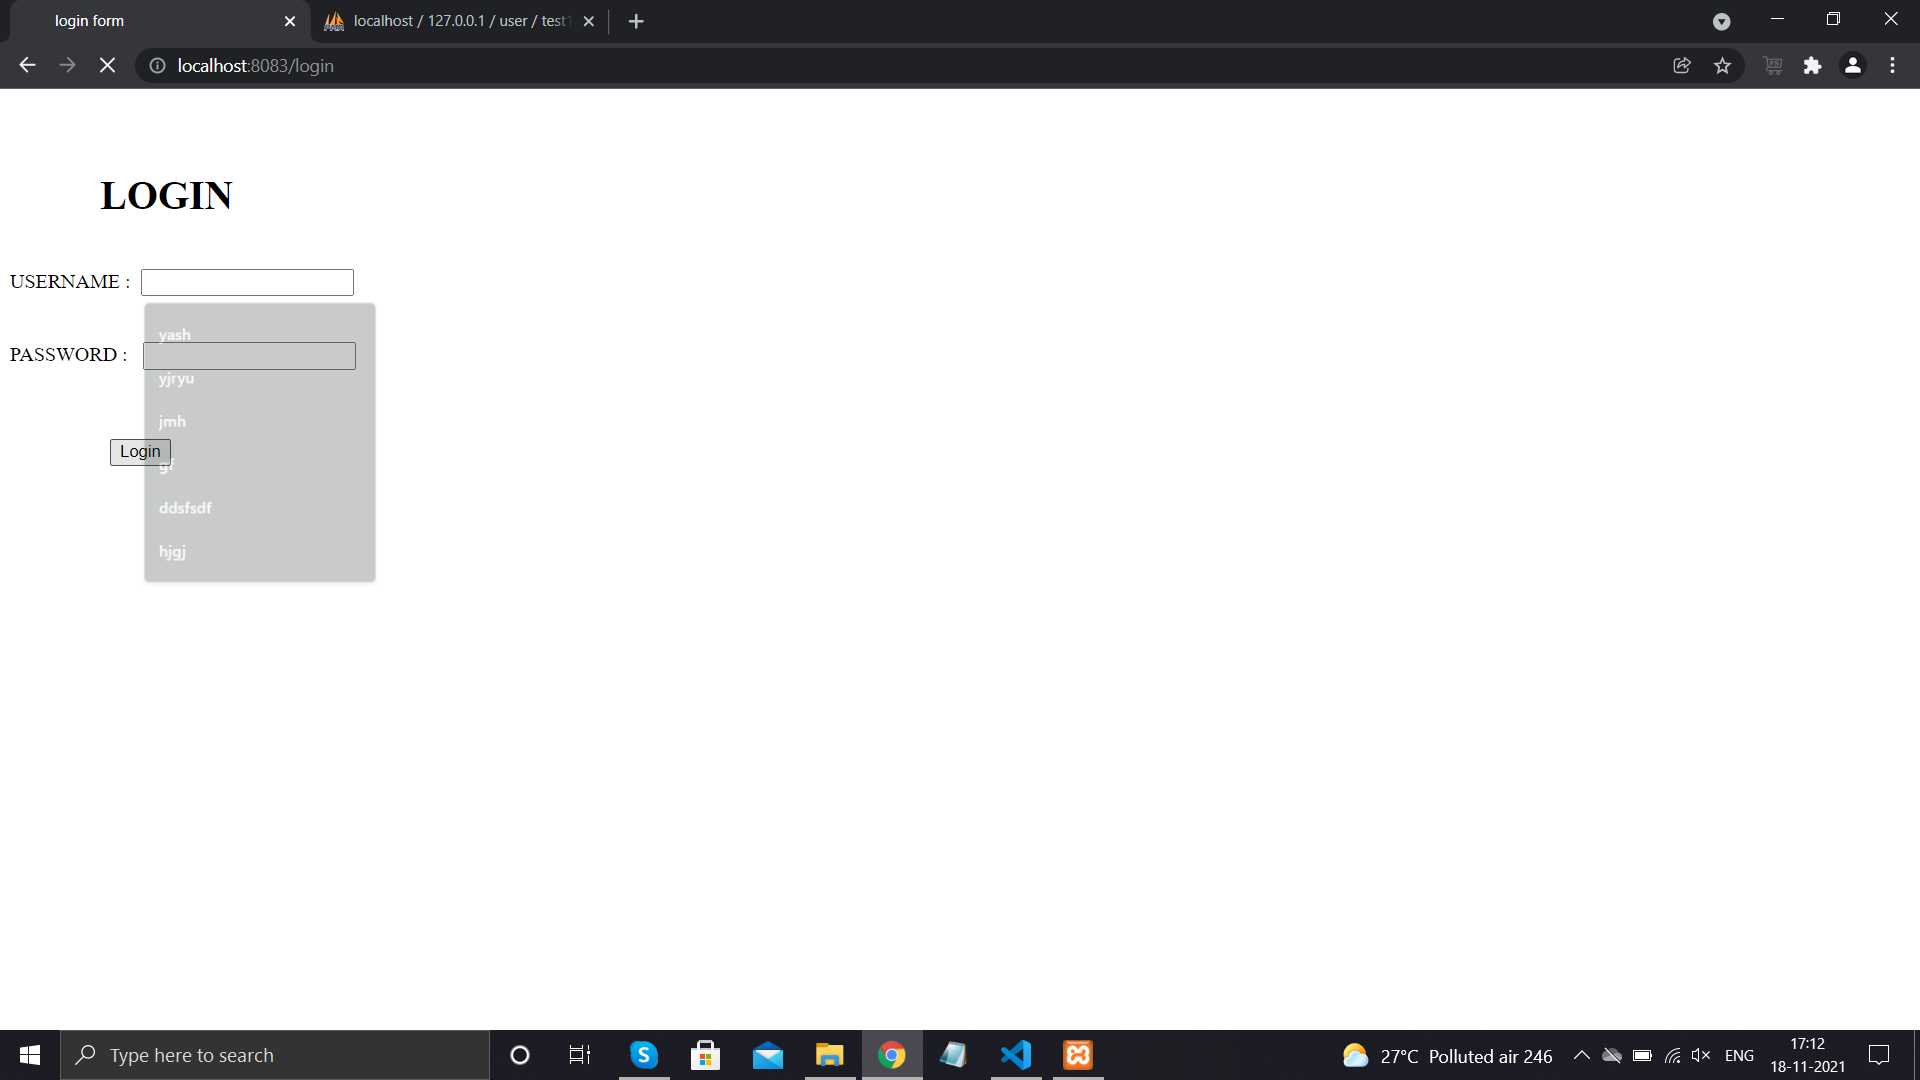 login form
localhost / 127.0.0.1 / user / test1
localhost:8083/login
LOGIN
USERNAME :
yash
PASSWORD :
yjryu
jmh
Login
gf
ddsfsdf
hjgj
Type here to search
27°C Polluted air 246
ENG
17:12
18-11-2021